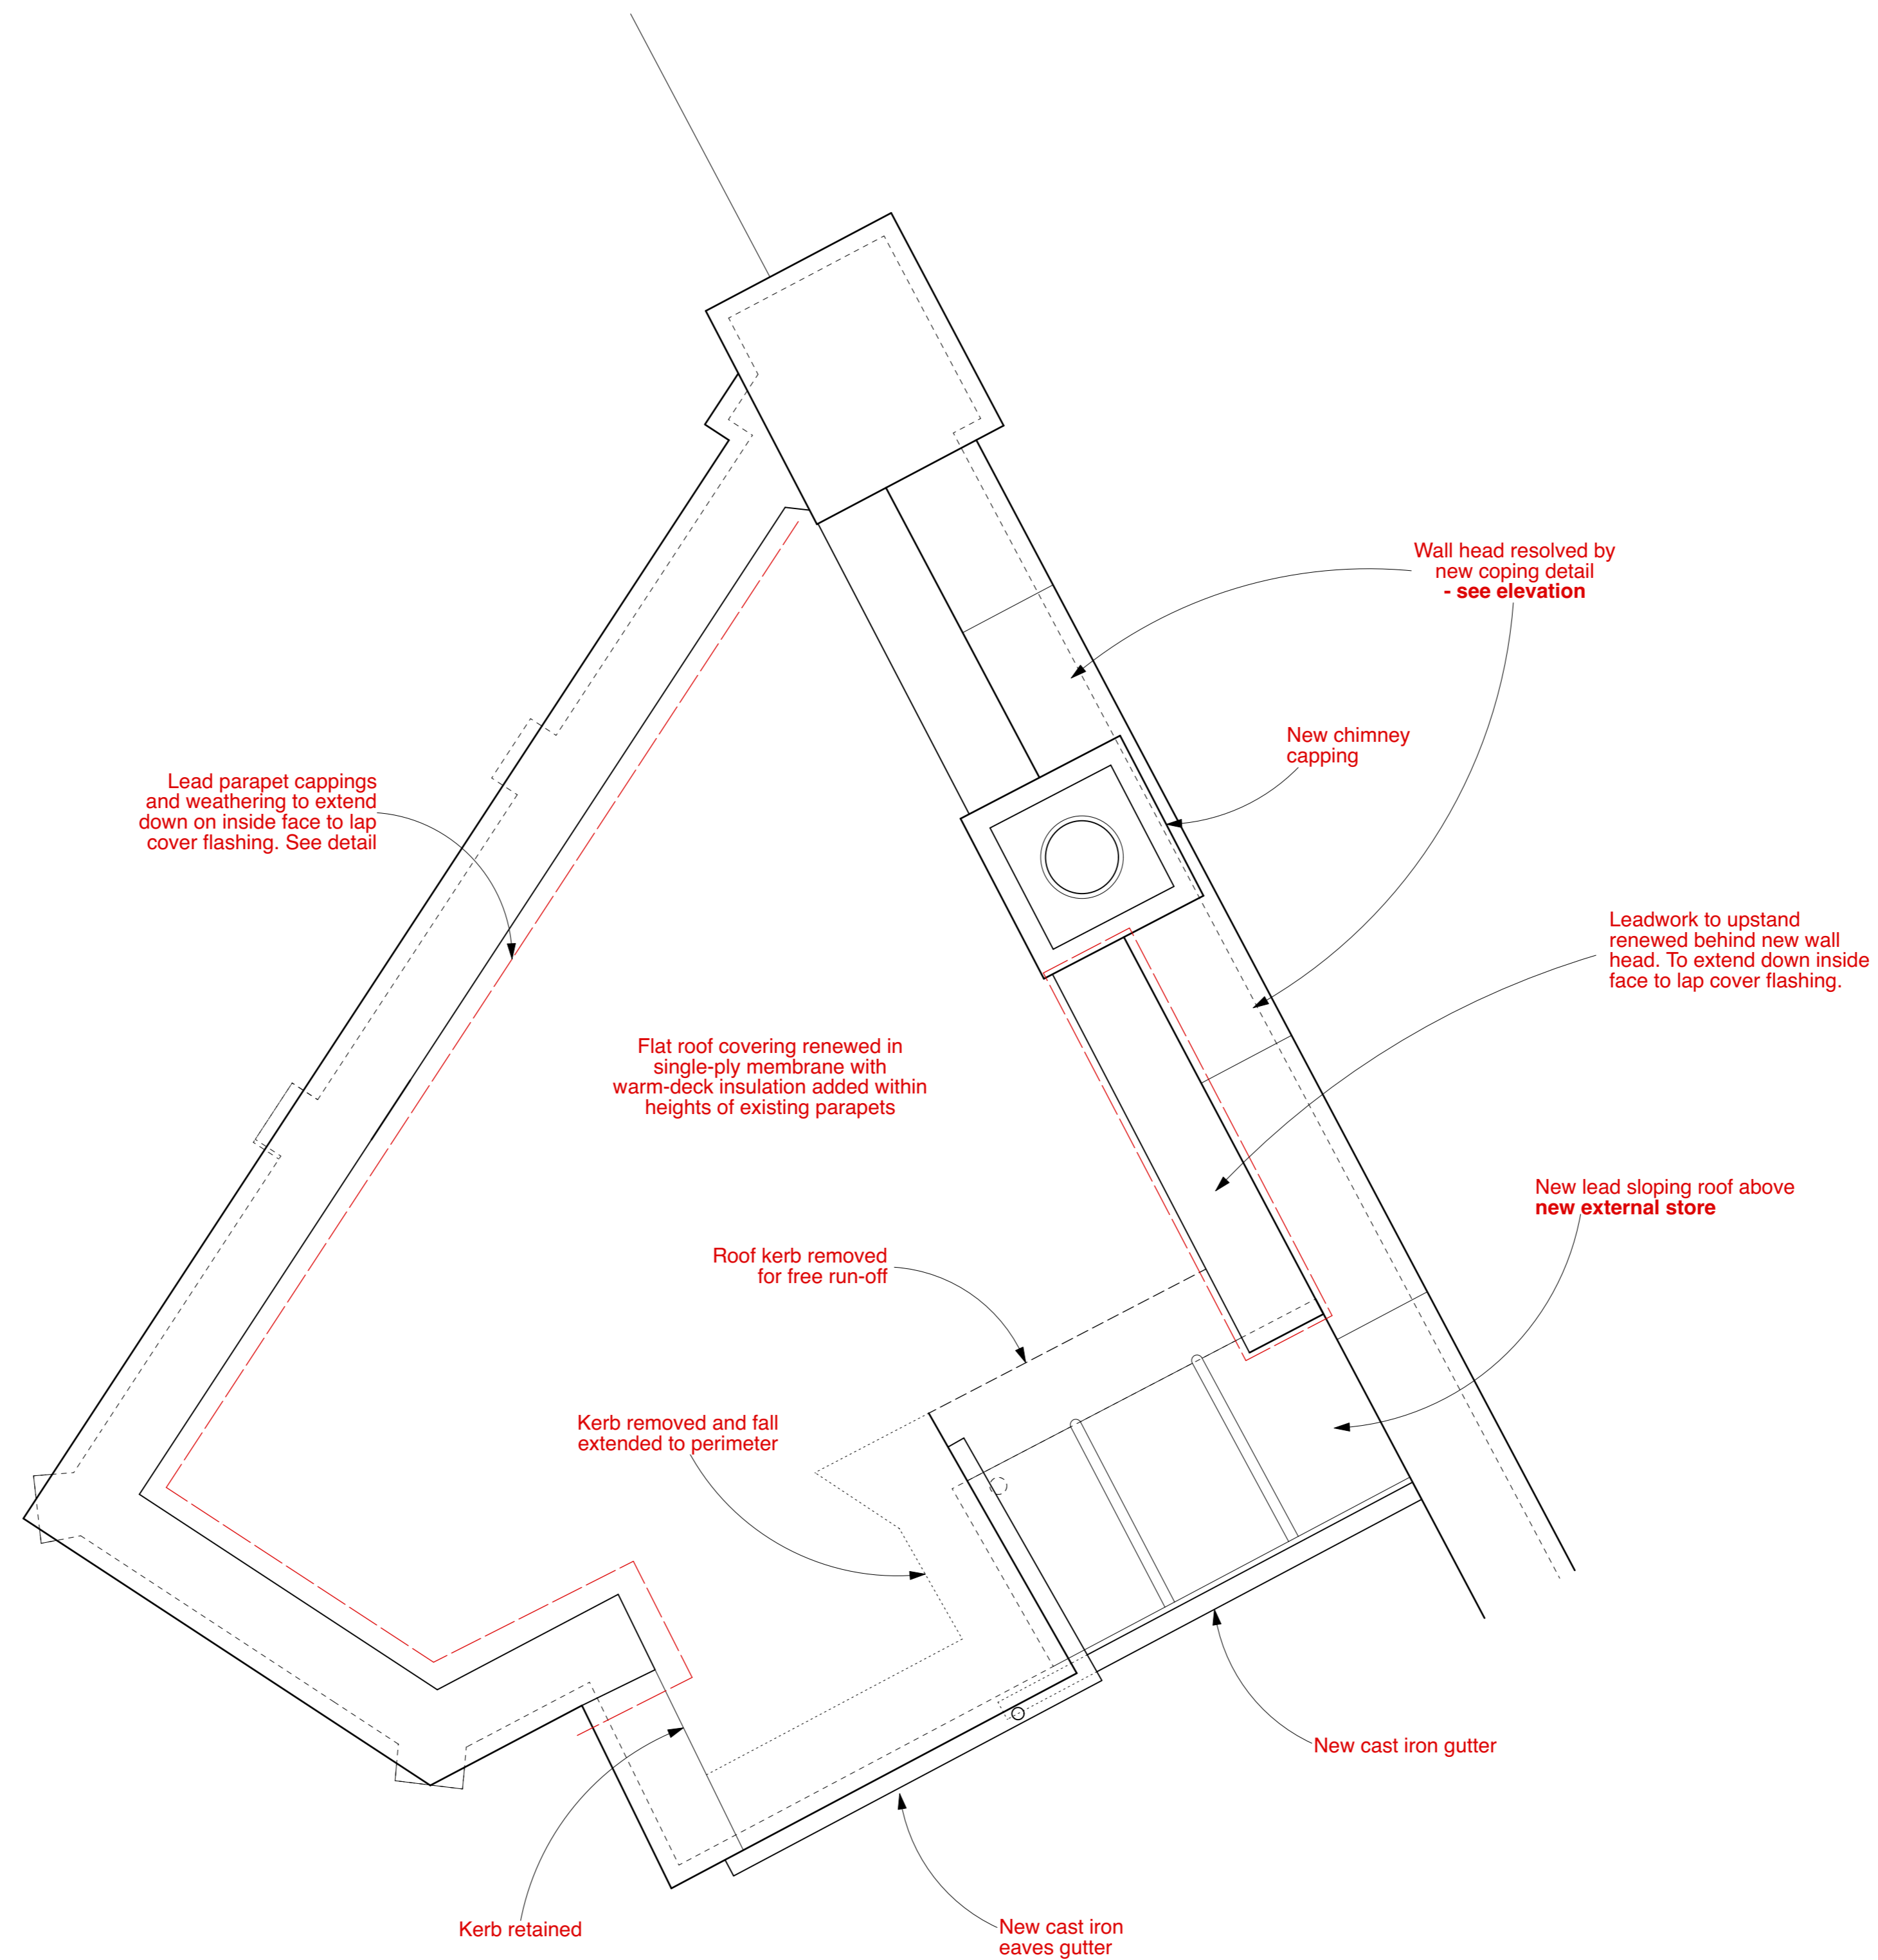 Wall head resolved by
new coping detail
- see elevation
New chimney
capping
Lead parapet cappings
and weathering to extend
down on inside face to lap
cover flashing. See detail
Leadwork to upstand
renewed behind new wall
head. To extend down inside
face to lap cover flashing.
Flat roof covering renewed in
single-ply membrane with
warm-deck insulation added within
heights of existing parapets
New lead sloping roof above
new external store
Roof kerb removed
for free run-off
Kerb removed and fall
extended to perimeter
New cast iron gutter
Kerb retained
New cast iron
eaves gutter